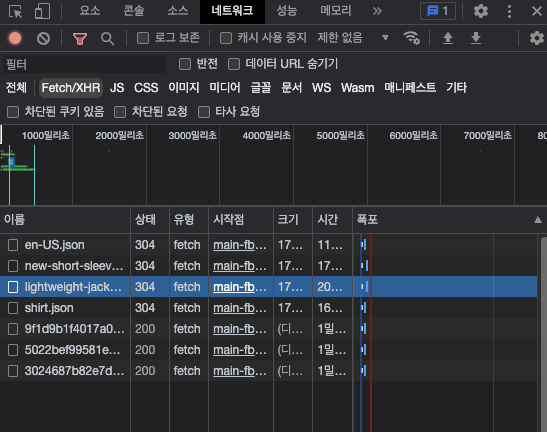 요소 콘솔 소스 네트워크 성능 메모리 1
로그 보존 캐시 사용 중지 제한 없음
필터 반전 데이터 URL 숨기기
전체 Fetch/XHR JS CSS 이미지 미디어 글꼴 문서 WS Wasm 매니페스트 기타
차단된 쿠키 있음 차단된 요청 타사 요청
1000밀리초 2000밀리초 3000밀리초 4000밀리초 5000밀리초 6000밀리초 7000밀리초 80
이름 상태 유형 시작점 크기 시간 폭포
en-US.json 304 fetch main-fb... 17... 11...
new-short-sleev... 304 fetch main-fb... 17... 17...
lightweight-jack... 304 fetch main-fb... 17... 20...
shirt.json 304 fetch main-fb... 17... 16...
9f1d9b1f4017a0... 200 fetch main-fb... (디... 1밀...
5022bef99581e... 200 fetch main-fb... (디... 1밀...
3024687b82e7d... 200 fetch main-fb... (디... 1밀...